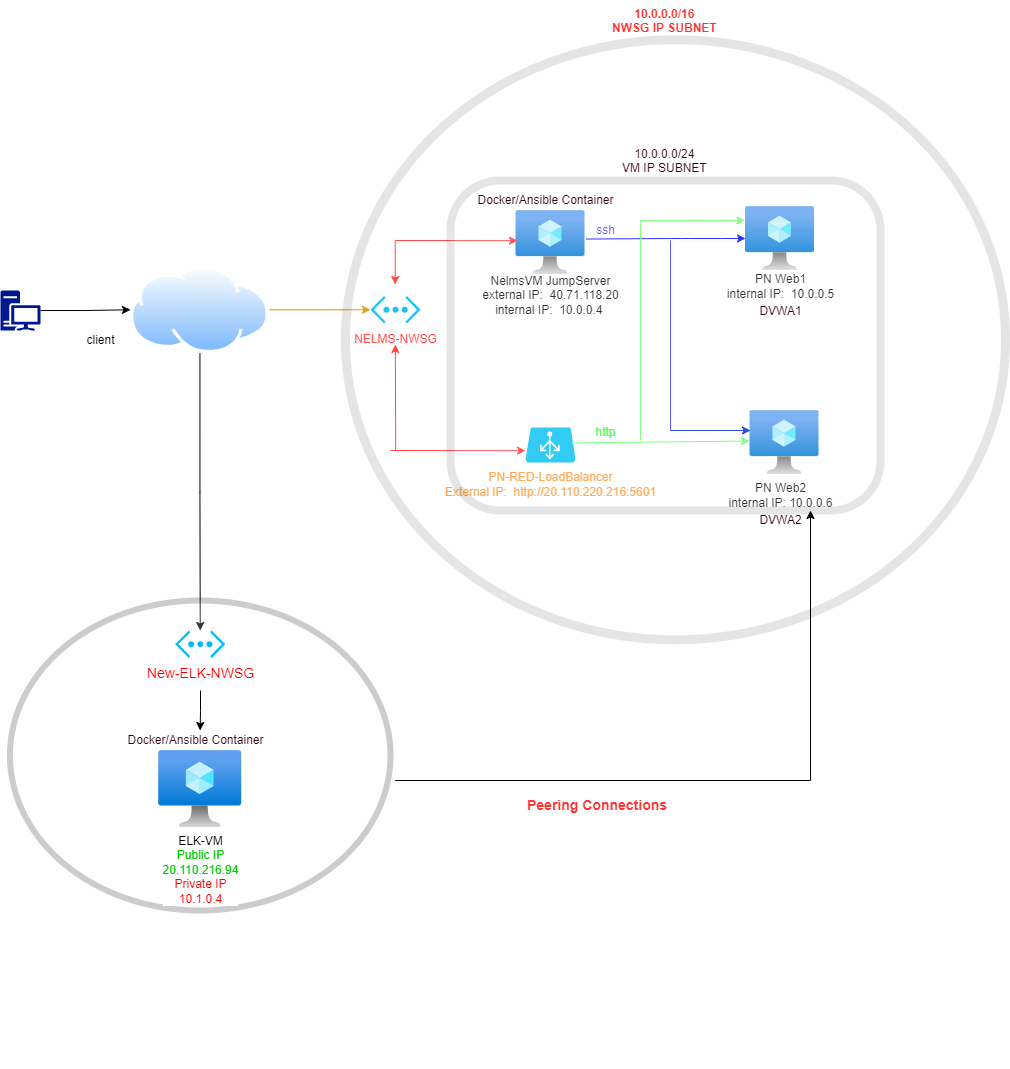 10.0.0.0/16
NWSG IP SUBNET
10.0.0.0/24
VM IP SUBNET
Docker/Ansible Container
ssh
NelmsVM JumpServer
external IP:  40.71.118.20
internal IP:  10.0.0.4
PN Web1
internal IP:  10.0.0.5
DVWA1
client
NELMS-NWSG
http
PN-RED-LoadBalancer
External IP:  http://20.110.220.216:5601
PN Web2
internal IP: 10.0.0.6
DVWA2
New-ELK-NWSG
Docker/Ansible Container
Peering Connections
ELK-VM
Public IP
20.110.216.94
Private IP
10.1.0.4